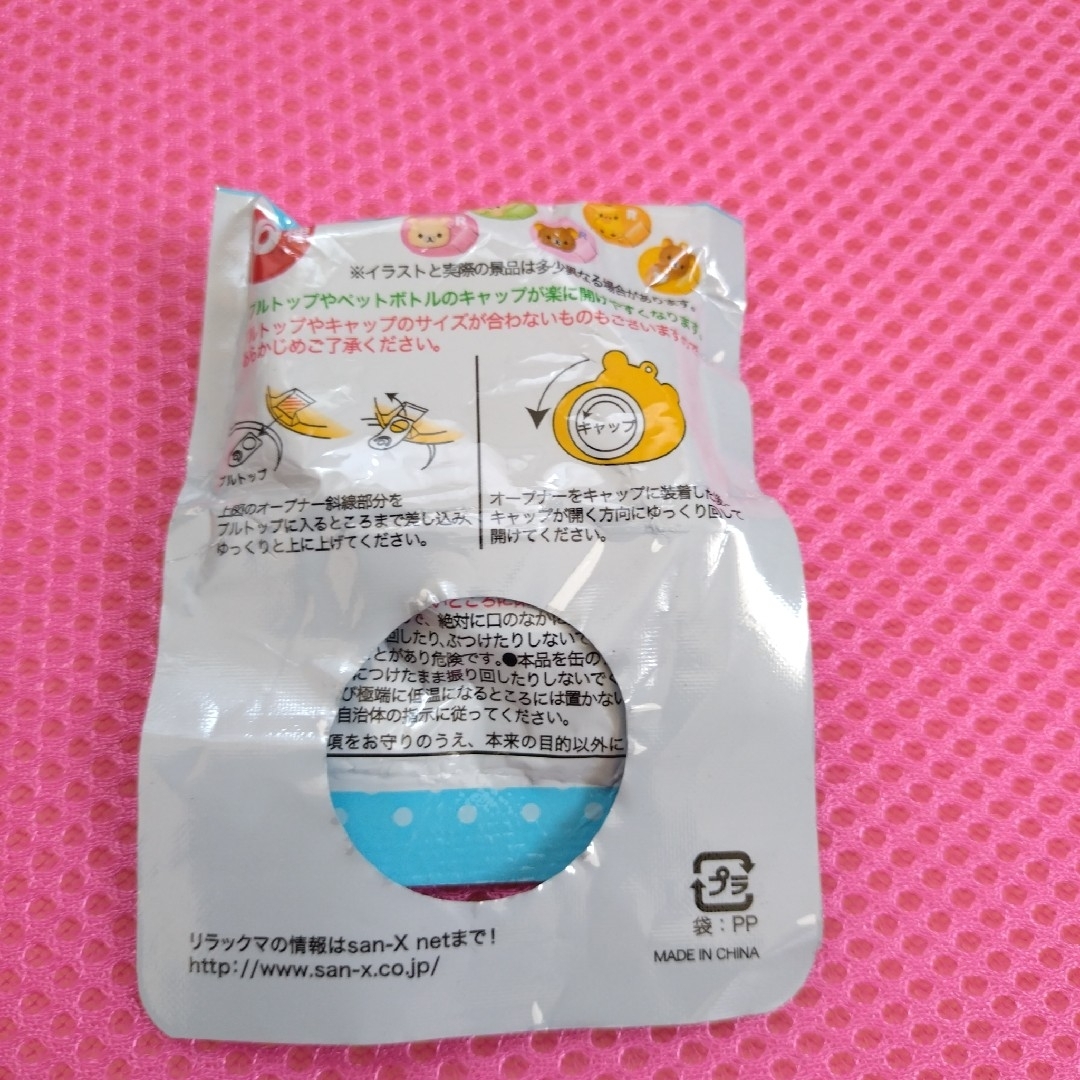 ※イラストと実際の景品は多少異なる場合があります。
プルトップやペットボトルのキャップが楽に開けやすくなります。
ルトップやキャップのサイズが合わないものもございます
かじめご了承ください。
キャップ
プルトップ
上図のオープナー斜線部分を
プルトップに入るところまで差し込み、
ゆっくりと上に上げてください。
オープナーをキャップに装着した
キャップが開く方向にゆっくり回して
開けてください。
いところに
で、絶対に口のなかに
回したり、ぶつけたりしないで
とがあり危険です。●本品を缶の
につけたまま振り回したりしないでく
び極端に低温になるところには置かない
自治体の指示に従ってください。
項をお守りのうえ、本来の目的以外に
プラ
袋:PP
リラックマの情報はsan-X netまで!
http://www.san-x.co.jp/
MADE IN CHINA